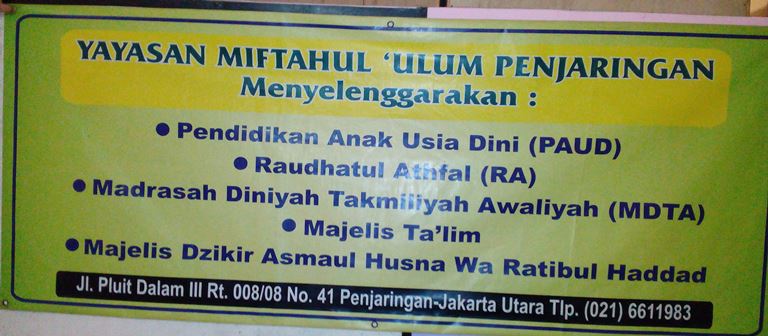 YAYASAN MIFTAHUL ‘ULUM PENJARINGAN
Menyelenggarakan :
● Pendidikan Anak Usia Dini (PAUD)
● Raudhatul Athfal (RA)
● Madrasah Diniyah Takmiliyah Awaliyah (MDTA)
● Majelis Ta’lim
● Majelis Dzikir Asmaul Husna Wa Ratibul Haddad
Jl. Pluit Dalam III Rt. 008/08 No. 41 Penjaringan-Jakarta Utara Tlp. (021) 6611983